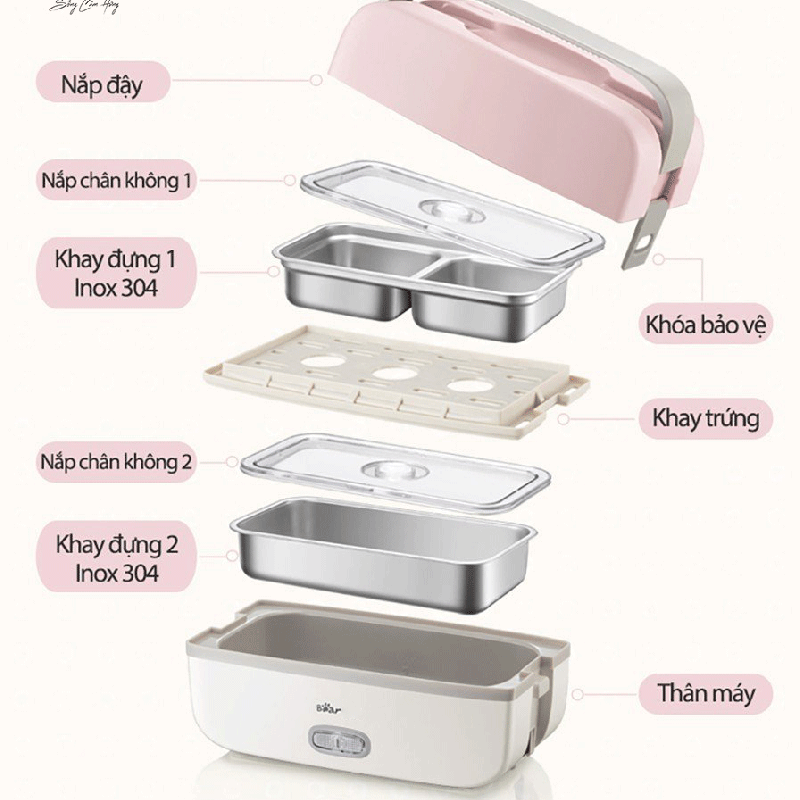 Nắp đậy
Nắp chân không 1
Khay đựng 1
Inox 304
Khóa bảo vệ
Khay trứng
Nắp chân không 2
Khay đựng 2
Inox 304
Thân máy
Bear